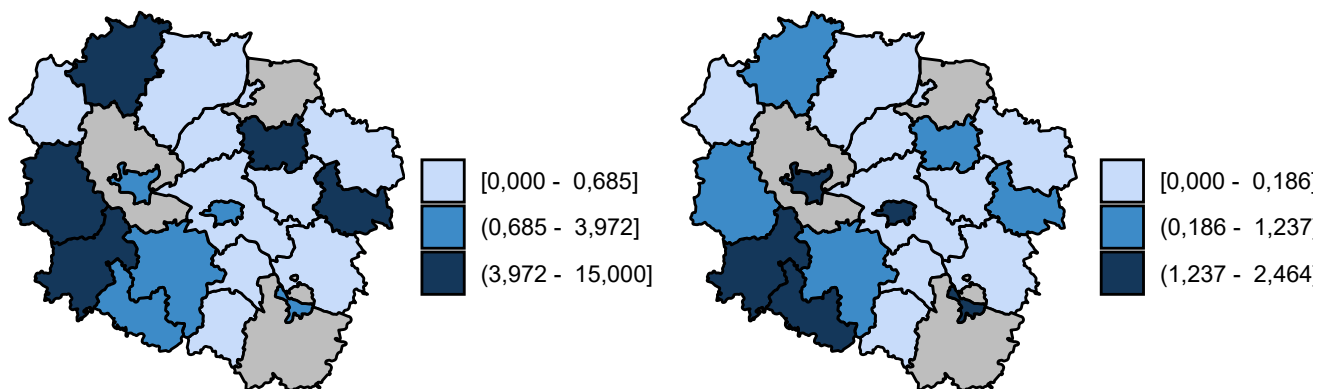 [0,000 - 0,685]
(0,685 - 3,972]
(3,972 - 15,000]
[0,000 - 0,186]
(0,186 - 1,237]
(1,237 - 2,464]